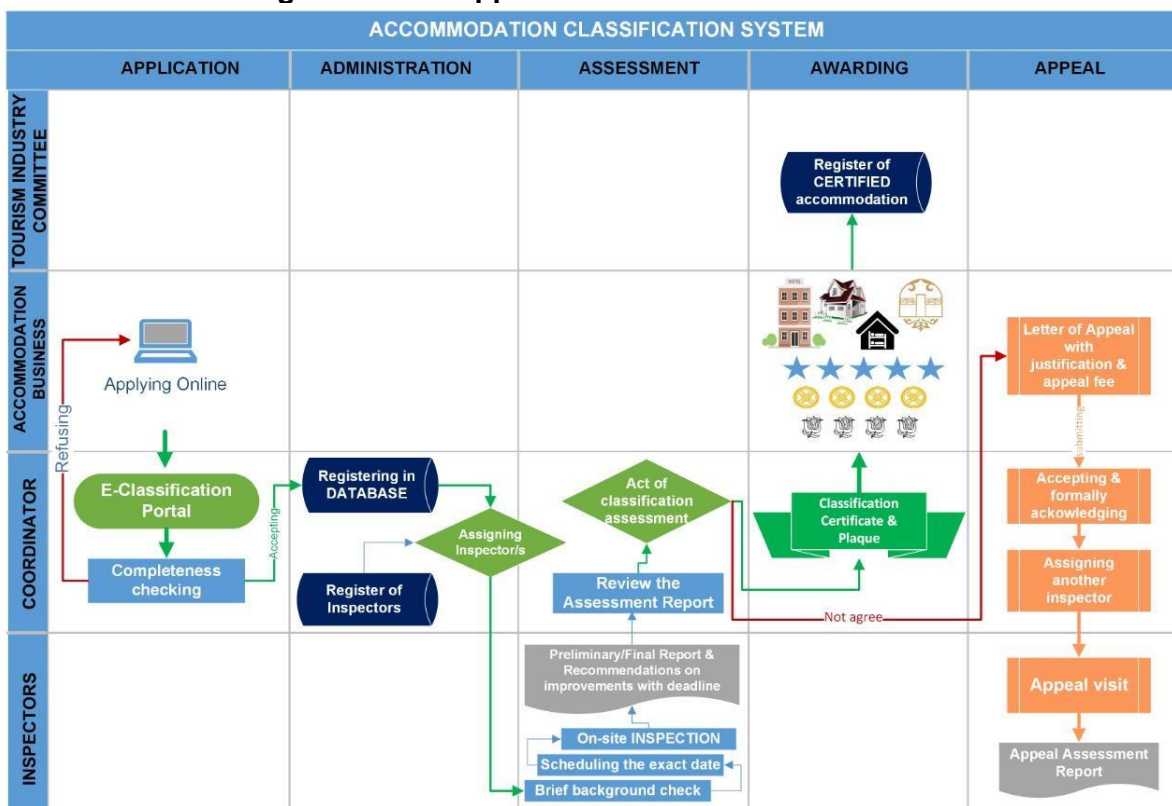 ACCOMMODATION CLASSIFICATION SYSTEM
APPLICATION
ADMINISTRATION
ASSESSMENT
AWARDING
APPEAL
TOURISM INDUSTRY
COMMITTEE
Register of
CERTIFIED
accommodation
ACCOMMODATION
BUSINESS
Applying Online
HOTEL
Letter of Appeal
with
justification &
appeal fee
Refusing
submitting
COORDINATOR
E-Classification
Portal
Completeness
checking
Accepting
Registering in
DATABASE
Assigning
Inspector/s
Register of
Inspectors
Act of
classification
assessment
Review the
Assessment Report
Classification
Certificate &
Plaque
Not agree
Accepting &
formally
ackowledging
Assigning
another
inspector
INSPECTORS
Preliminary/Final Report &
Recommendations on
improvements with deadline
On-site INSPECTION
Scheduling the exact date
Brief background check
Appeal visit
Appeal Assessment
Report